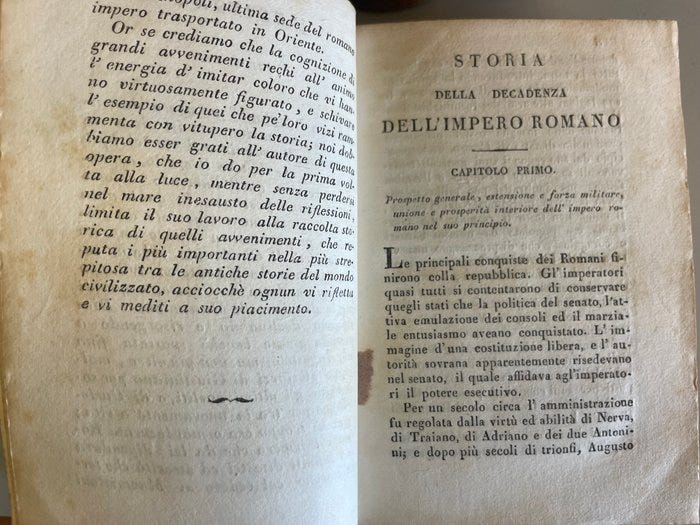 nopoli, ultima sede del romano
impero trasportato in Oriente.
Or se crediamo che la cognizione di
grandi avvenimenti rechi all' animo
l' energia d' imitar coloro che vi han-
no virtuosamente figurato, e schivare
l' esempio di quei che pe' loro vizi ram-
menta con vitupero la storia; noi dob-
biamo esser grati all' autore di questa
opera, che io do per la prima vol-
ta alla luce, mentre senza perdersi
nel mare inesausto delle riflessioni,
limita il suo lavoro alla raccolta sto-
rica di quelli avvenimenti, che re-
puta i più importanti nella più stre-
pitosa tra le antiche storie del mondo
civilizzato, acciocchè ognun vi rifletta
e vi mediti a suo piacimento.
STORIA
DELLA DECADENZA
DELL'IMPERO ROMANO
CAPITOLO PRIMO.
Prospetto generale, estensione e forza militare,
unione e prosperità interiore dell' impero ro-
mano nel suo principio.
Le principali conquiste dei Romani fi-
nirono colla repubblica. Gl' imperatori
quasi tutti si contentarono di conservare
quegli stati che la politica del senato, l'at-
tiva emulazione dei consoli ed il marzia-
le entusiasmo aveano conquistato. L' im-
magine d'una costituzione libera, e l' au-
torità sovrana apparentemente risedevano
nel senato, il quale affidava agl'imperato-
ri il potere esecutivo.
Per un secolo circa l' amministrazione
fu regolata dalla virtù ed abilità di Nerva,
di Traiano, di Adriano e dei due Antoni-
ni; e dopo più secoli di trionfi, Augusto